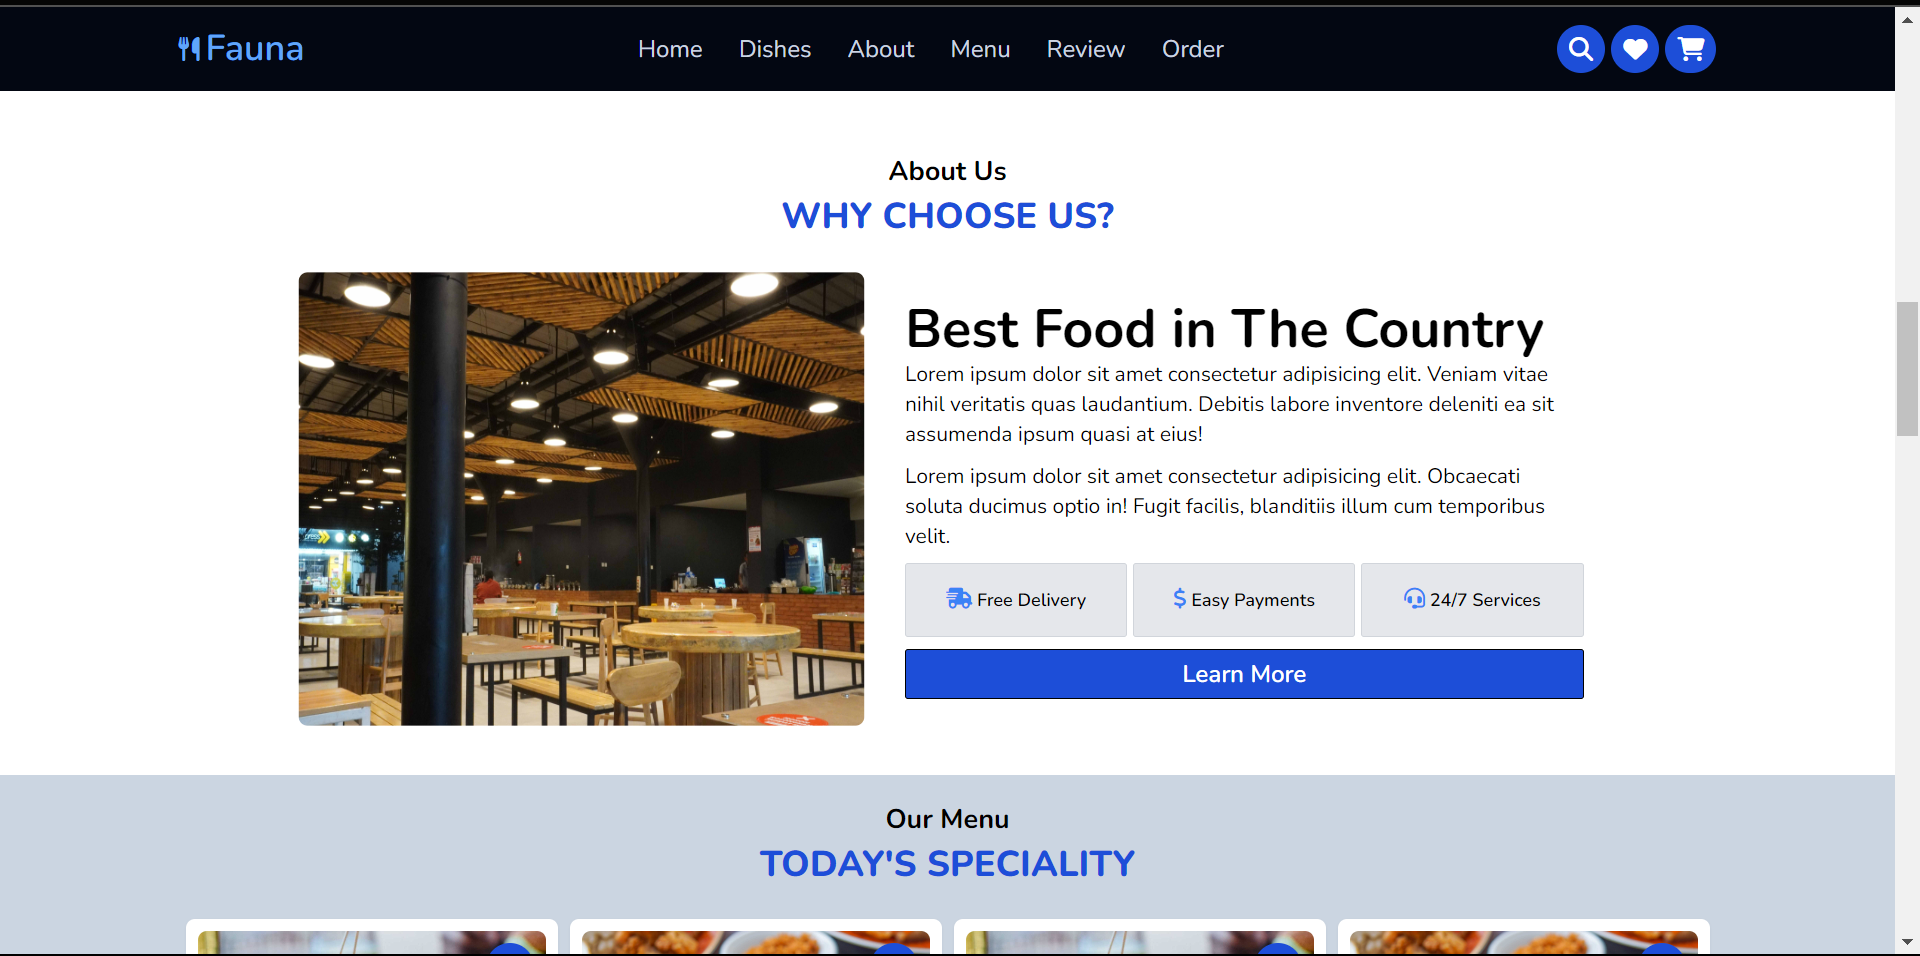 Fauna
Home Dishes About Menu Review Order
About Us
WHY CHOOSE US?
Best Food in The Country
Lorem ipsum dolor sit amet consectetur adipisicing elit. Veniam vitae
nihil veritatis quas laudantium. Debitis labore inventore deleniti ea sit
assumenda ipsum quasi at eius!
Lorem ipsum dolor sit amet consectetur adipisicing elit. Obcaecati
soluta ducimus optio in! Fugit facilis, blanditiis illum cum temporibus
velit.
Free Delivery
$ Easy Payments
24/7 Services
Learn More
Our Menu
TODAY'S SPECIALITY